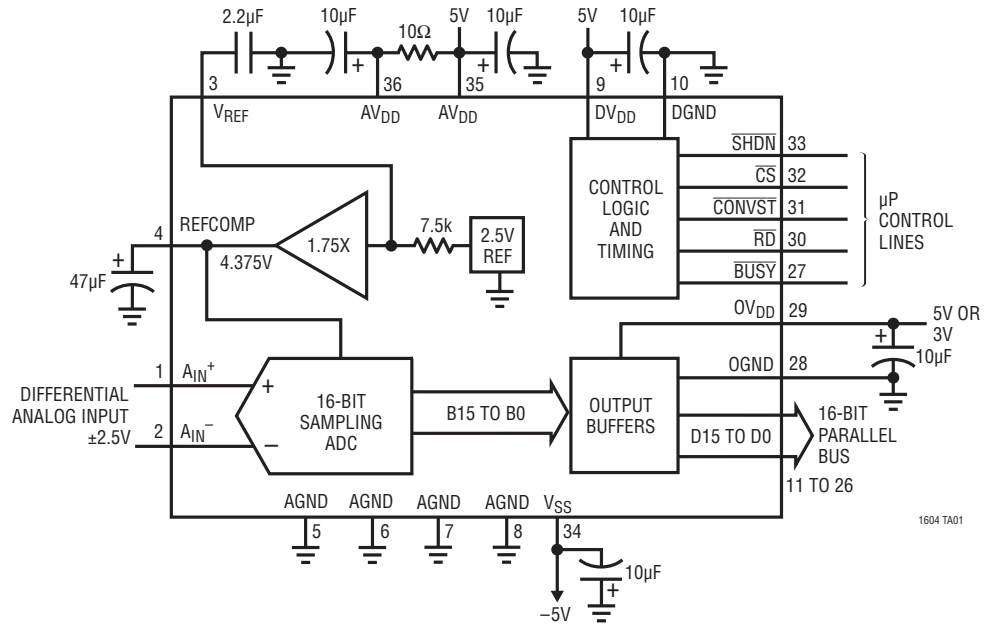 2.2µF
10µF
10Ω
5V
10µF
5V
10µF
+
+
+
3
36
35
9
10
VREF
AVDD
AVDD
DVDD
DGND
SHDN 33
CS 32
CONVST 31
RD 30
BUSY 27
µP
CONTROL
LINES
CONTROL
LOGIC
AND
TIMING
4
REFCOMP
4.375V
1.75X
7.5k
2.5V
REF
+
47µF
OVDD 29
5V OR
3V
+
10µF
OGND 28
DIFFERENTIAL
ANALOG INPUT
±2.5V
1 AIN+
2 AIN–
+
–
16-BIT
SAMPLING
ADC
B15 TO B0
OUTPUT
BUFFERS
D15 TO D0
16-BIT
PARALLEL
BUS
11 TO 26
AGND
AGND
AGND
AGND
VSS
5
6
7
8
34
10µF
+
–5V
1604 TA01